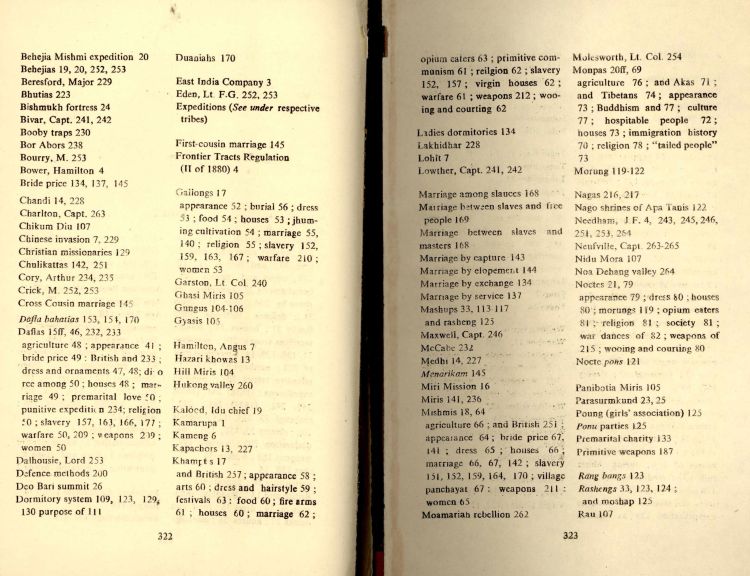 Behejia Mishmi expedition 20
Behejias 19, 20, 252, 253
Beresford, Major 229
Bhutias 223
Bishmukh fortress 24
Bivar, Capt. 241, 242
Booby traps 230
Bor Abors 238
Bourry, M. 253
Bower, Hamilton 4
Bride price 134, 137, 145
Chandi 14, 228
Charlton, Capt. 263
Chikum Diu 107
Chinese invasion 7, 229
Christian missionaries 129
Chulikattas 142, 251
Cory, Arthur 234, 235
Crick, M. 252, 253
Cross Cousin marriage 145
Dafla bahatias 153, 154, 170
Daflas 15ff, 46, 232, 233
agriculture 48 ; appearance 41 ;
bride price 49 ; British and 233 ;
dress and ornaments 47, 48; di o
rce among 50 ; houses 48 ; mar-
riage 49 ; premarital love 50 ;
punitive expediti n 234; religion
50 ; slavery 157, 163, 166, 171 ;
warfare 50, 209 ; weapons 209 ;
women 50
Dalhousie, Lord 253
Defence methods 200
Deo Bari summit 26
Dormitory system 109, 123, 129,
130 purpose of 111
Duaniahs 170
East India Company 3
Eden, Lt F.G. 252, 253
Expeditions (See under respective
tribes)
First-cousin marriage 145
Frontier Tracts Regulation
(II of 1880) 4
Gallongs 17
appearance 52 ; burial 56 ; dress
53 ; food 54 ; houses 53 ; jhum-
ing cultivation 54 ; marriage 55,
140 ; religion 55 ; slavery 152,
159, 163, 167 ; warfare 210 ;
women 53
Garston, Lt. Col. 240
Ghasi Miris 105
Gungus 104-106
Gyasis 105
Hamilton, Angus 7
Hazari khowas 13
Hill Miris 104
Hukong valley 260
Kaloed, Idu chief 19
Kamarupa 1
Kameng 6
Kapachors 13, 227
Khampt s 17
and British 257 ; appearance 58 ;
arts 60 ; dress and hairstyle 59 ;
festivals 63 ; food 60 ; fire arms
61 ; houses 60 ; marriage 62 ;
322
opium eaters 63 ; primitive com-
munism 61 ; reilgion 62 ; slavery
152, 157 ; virgin houses 62 ;
warfare 61 ; weapons 212 ; woo-
ing and courting 62
Ladies dormitories 134
Lakhidhar 228
Lohit 7
Lowther, Capt. 241, 242
Marriage among slauces 168
Marriage between slaves and free
people 169
Marriage between slaves and
masters 168
Marriage by capture 143
Marriage by elopement 144
Marriage by exchange 134
Marriage by service 137
Mashups 33, 113 117
and rasheng 125
Maxwell, Capt. 246
McCabe 232
Medhi 14, 227
Menarikam 145
Miri Mission 16
Miris 141, 236
Mishmis 18, 64
agriculture 66 ; and British 251 ;
appearance 64 ; bride price 67,
141 ; dress 65 ; houses 66 ;
marriage 66, 67, 142 ; slavery
151, 152, 159, 164, 170 ; village
panchayat 67 : weapons 211 :
women 65
Moamariah rebellion 262
Molesworth, Lt. Col. 254
Monpas 20ff, 69
agriculture 76 ; and Akas 71 ;
and Tibetans 74 ; appearance
73 ; Buddhism and 77 ; culture
77 ; hospitable people 72 ;
houses 73 ; immigration history
70 ; religion 78 ; "tailed people"
73
Morung 119-122
Nagas 216, 217
Nago shrines of Apa Tanis 122
Needham, J.F. 4, 243, 245, 246,
251, 253, 254
Neufville, Capt. 263-265
Nidu Mora 107
Noa Dehang valley 264
Noctes 21, 79
appearance 79 ; dress 80 ; houses
80 ; morungs 119 ; opium eaters
81 ; religion 81 ; society 81 ;
war dances of 82 ; weapons of
215 ; wooing and courting 80
Nocte pons 121
Panibotia Miris 105
Parasurmkund 23, 25
Poung (girls' association) 125
Ponu parties 125
Premarital charity 133
Primitive weapons 187
Rang bangs 123
Rashengs 33, 123, 124 ;
and moshap 125
Rau 107
323